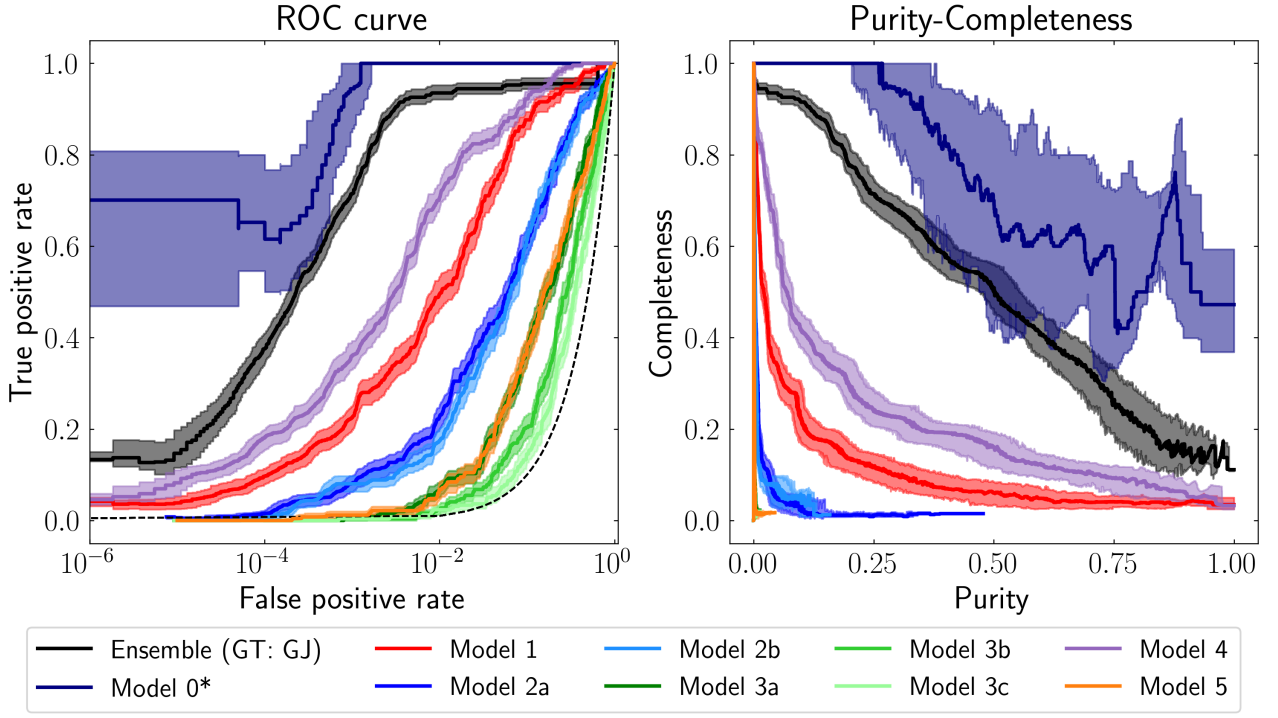 ROC curve
Purity-Completeness
True positive rate
1.0
0.8
0.6
0.4
0.2
0.0
10⁻⁶
10⁻⁴
10⁻²
10⁰
False positive rate
Completeness
1.0
0.8
0.6
0.4
0.2
0.0
0.00
0.25
0.50
0.75
1.00
Purity
Ensemble (GT: GJ)
Model 1
Model 2b
Model 3b
Model 4
Model 0*
Model 2a
Model 3a
Model 3c
Model 5